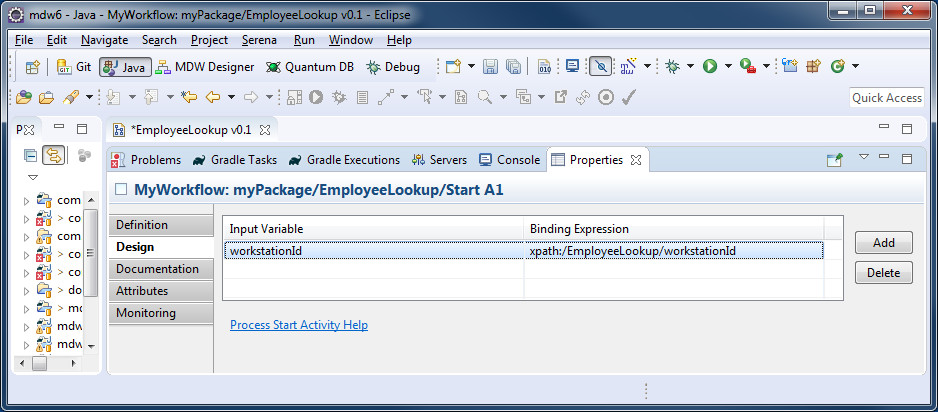 mdw6 - Java - MyWorkflow: myPackage/EmployeeLookup v0.1 - Eclipse
File Edit Navigate Search Project Serena Run Window Help
Git Java MDW Designer Quantum DB Debug
Quick Access
P *EmployeeLookup v0.1
Problems Gradle Tasks Gradle Executions Servers Console Properties
MyWorkflow: myPackage/EmployeeLookup/Start A1
Definition
Design
Documentation
Attributes
Monitoring
Input Variable Binding Expression
workstationId xpath:/EmployeeLookup/workstationId
Add
Delete
Process Start Activity Help
com
> co
com
> co
> co
> do
> mc
mdw
mdw